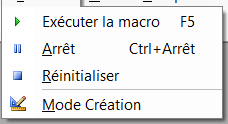 Exécuter la macro F5
Arrêt Ctrl+Arrêt
Réinitialiser
Mode Création